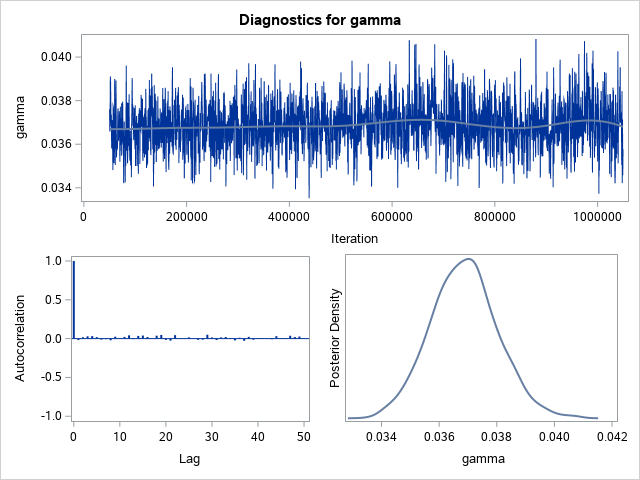 Diagnostics for gamma
gamma
0.040
0.038
0.036
0.034
0 200000 400000 600000 800000 1000000
Iteration
Autocorrelation
1.0
0.5
0.0
-0.5
-1.0
0 10 20 30 40 50
Lag
Posterior Density
0.034 0.036 0.038 0.040 0.042
gamma